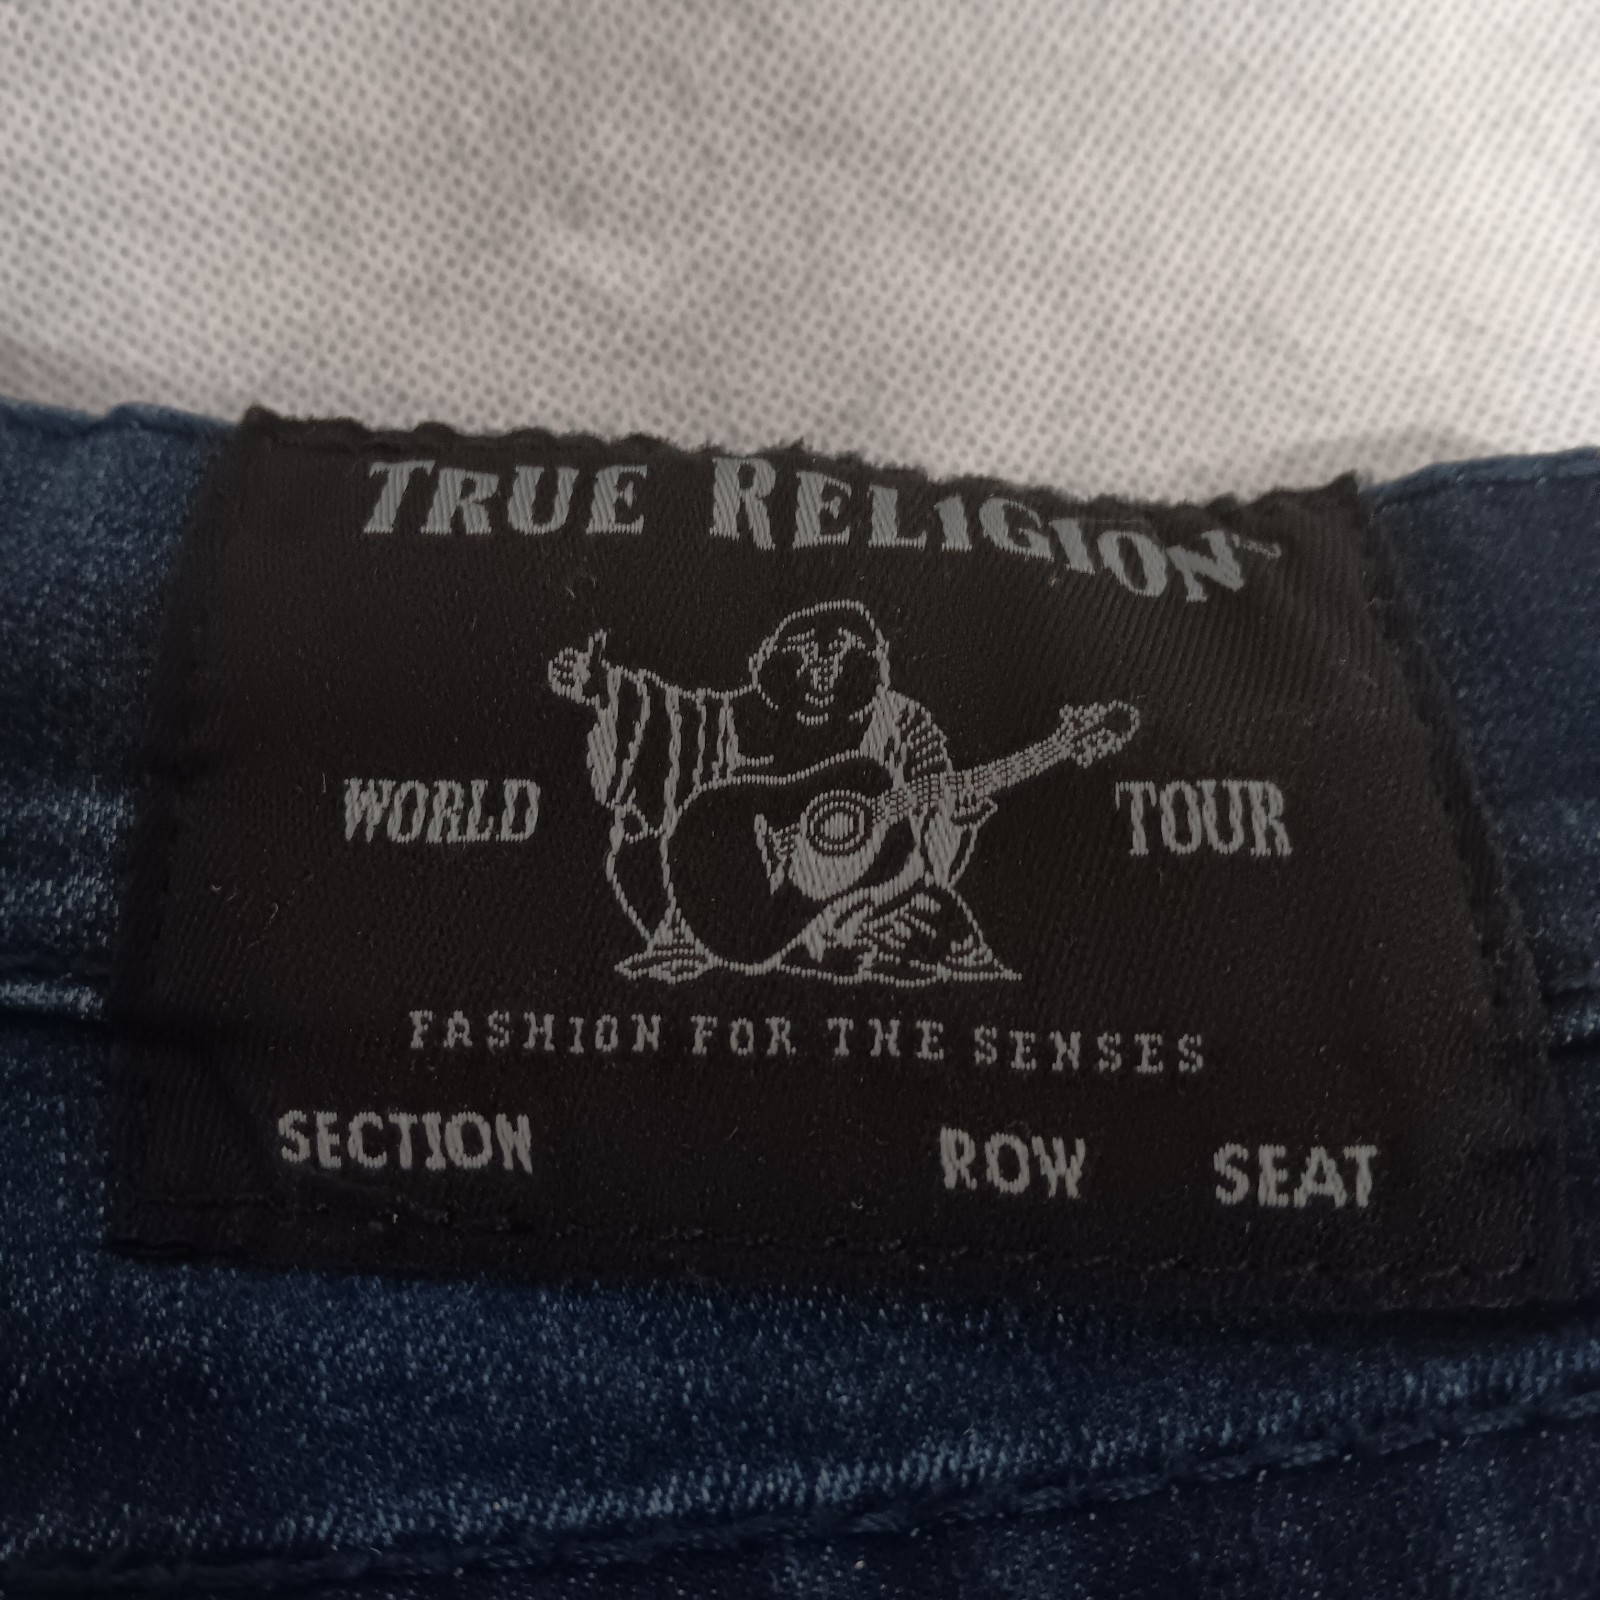 TRUE RELIGION
WORLD TOUR
FASHION FOR THE SENSES
SECTION ROW SEAT